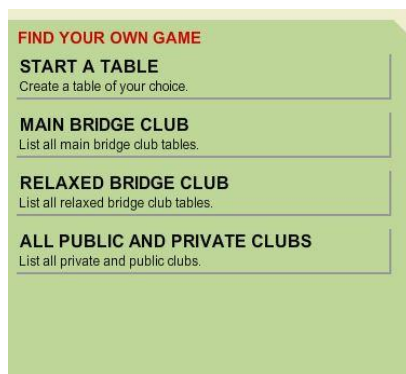 FIND YOUR OWN GAME
START A TABLE
Create a table of your choice.
MAIN BRIDGE CLUB
List all main bridge club tables.
RELAXED BRIDGE CLUB
List all relaxed bridge club tables.
ALL PUBLIC AND PRIVATE CLUBS
List all private and public clubs.